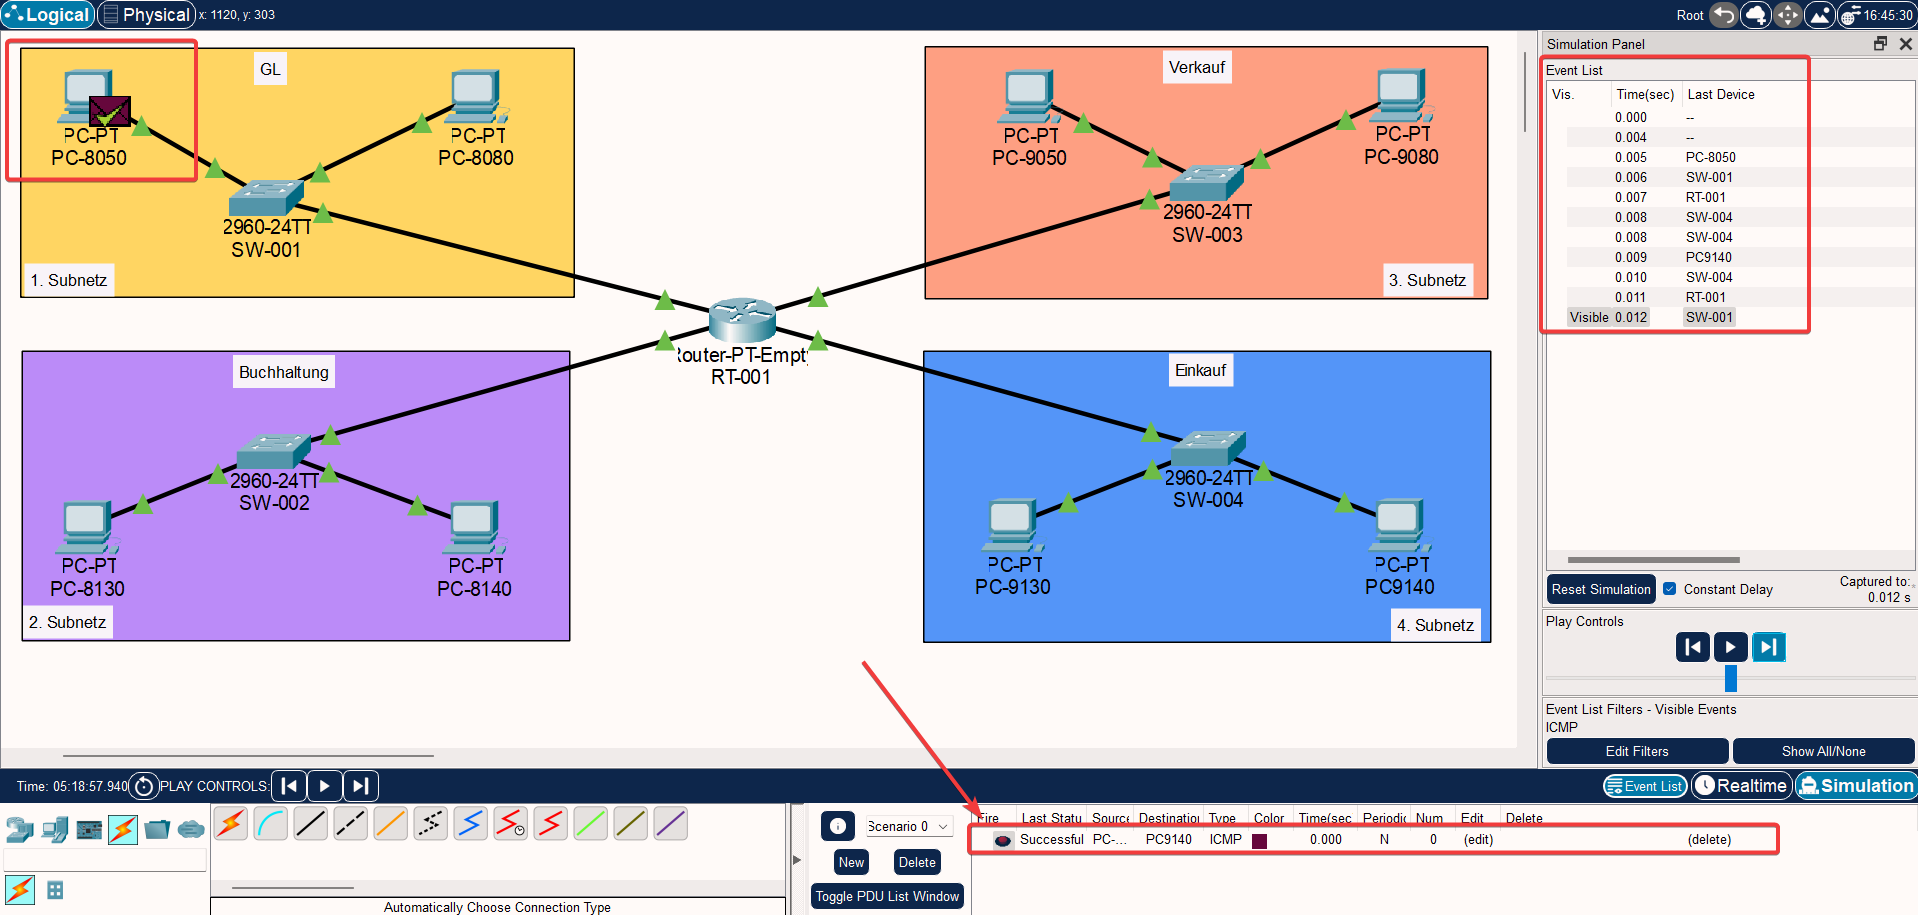 Logical
Physical
x: 1120, y: 303
Root
16:45:30
GL
PC-PT
PC-8050
PC-PT
PC-8080
2960-24TT
SW-001
1. Subnetz
Verkauf
PC-PT
PC-9050
PC-PT
PC-9080
2960-24TT
SW-003
3. Subnetz
Router-PT-Empty
RT-001
Buchhaltung
2960-24TT
SW-002
PC-PT
PC-8130
PC-PT
PC-8140
2. Subnetz
Einkauf
2960-24TT
SW-004
PC-PT
PC-9130
PC-PT
PC9140
4. Subnetz
Simulation Panel
Event List
Vis. Time(sec) Last Device
0.000 --
0.004 --
0.005 PC-8050
0.006 SW-001
0.007 RT-001
0.008 SW-004
0.008 SW-004
0.009 PC9140
0.010 SW-004
0.011 RT-001
Visible 0.012 SW-001
Reset Simulation
Constant Delay
Captured to:
0.012 s
Play Controls
Event List Filters - Visible Events
ICMP
Edit Filters
Show All/None
Time: 05:18:57.940
PLAY CONTROLS:
Event List
Realtime
Simulation
Automatically Choose Connection Type
Scenario 0
New
Delete
Toggle PDU List Window
Fire Last Statu Source Destination Type Color Time(sec Periodic Num Edit Delete
Successful PC-... PC9140 ICMP 0.000 N 0 (edit) (delete)